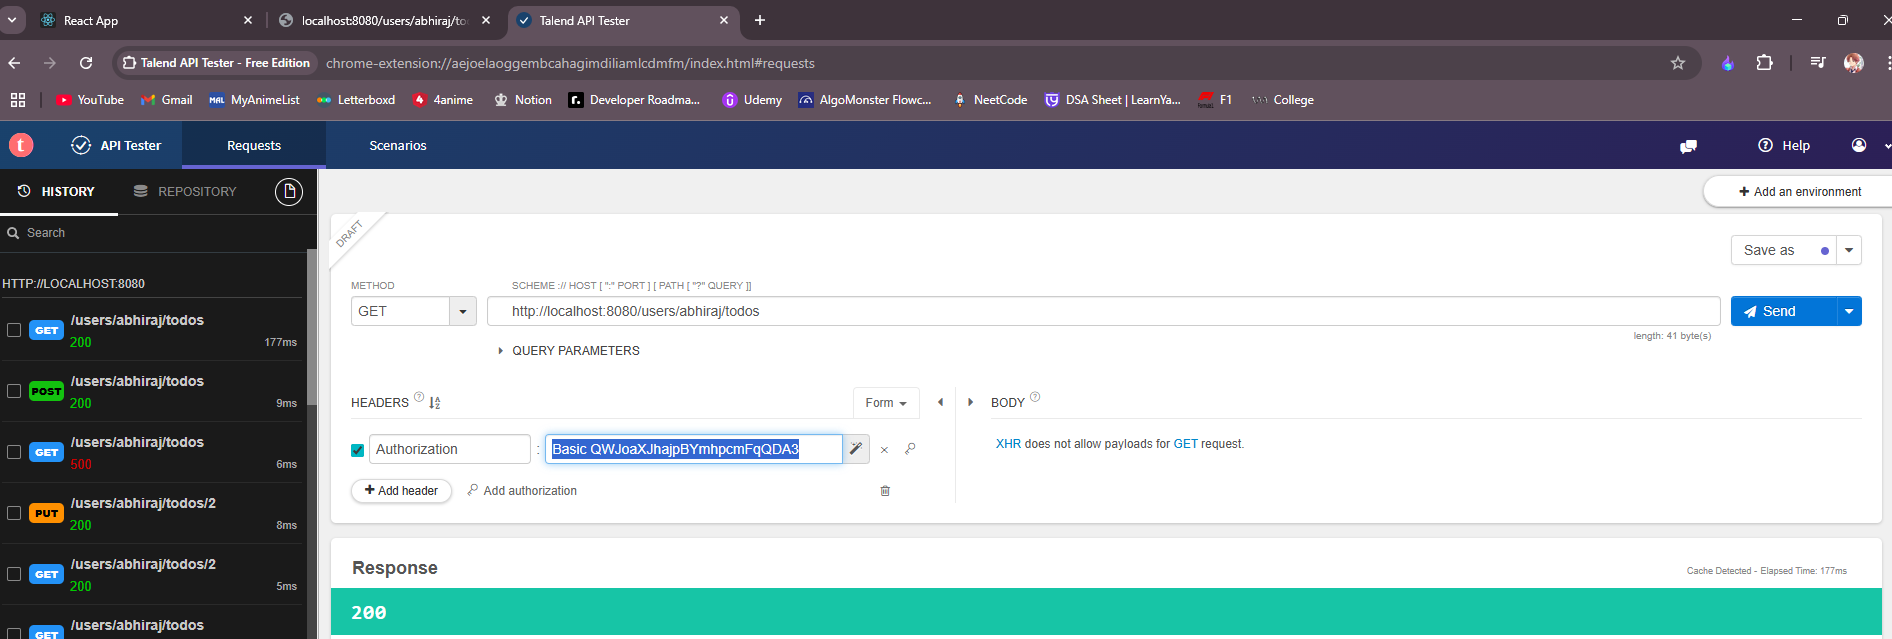 React App
localhost:8080/users/abhiraj/to
Talend API Tester
Talend API Tester - Free Edition
chrome-extension://aejoelaoggembcahagimdiliamlcdmfm/index.html#requests
YouTube
Gmail
MAL
MyAnimeList
Letterboxd
4anime
Notion
Developer Roadma...
Udemy
AlgoMonster Flowc...
NeetCode
DSA Sheet | LearnYa...
F1
College
t
API Tester
Requests
Scenarios
Help
HISTORY
REPOSITORY
Add an environment
Search
DRAFT
Save as
HTTP://LOCALHOST:8080
METHOD
SCHEME :// HOST [ ":" PORT ] [ PATH [ "?" QUERY ]]
GET
http://localhost:8080/users/abhiraj/todos
Send
length: 41 byte(s)
QUERY PARAMETERS
GET
/users/abhiraj/todos
200
177ms
POST
/users/abhiraj/todos
200
9ms
GET
/users/abhiraj/todos
500
6ms
PUT
/users/abhiraj/todos/2
200
8ms
GET
/users/abhiraj/todos/2
200
5ms
GET
/users/abhiraj/todos
HEADERS
Form
BODY
Authorization
:
Basic QWJoaXJhajpBYmhpcmFqQDA3
XHR does not allow payloads for GET request.
Add header
Add authorization
Response
Cache Detected - Elapsed Time: 177ms
200